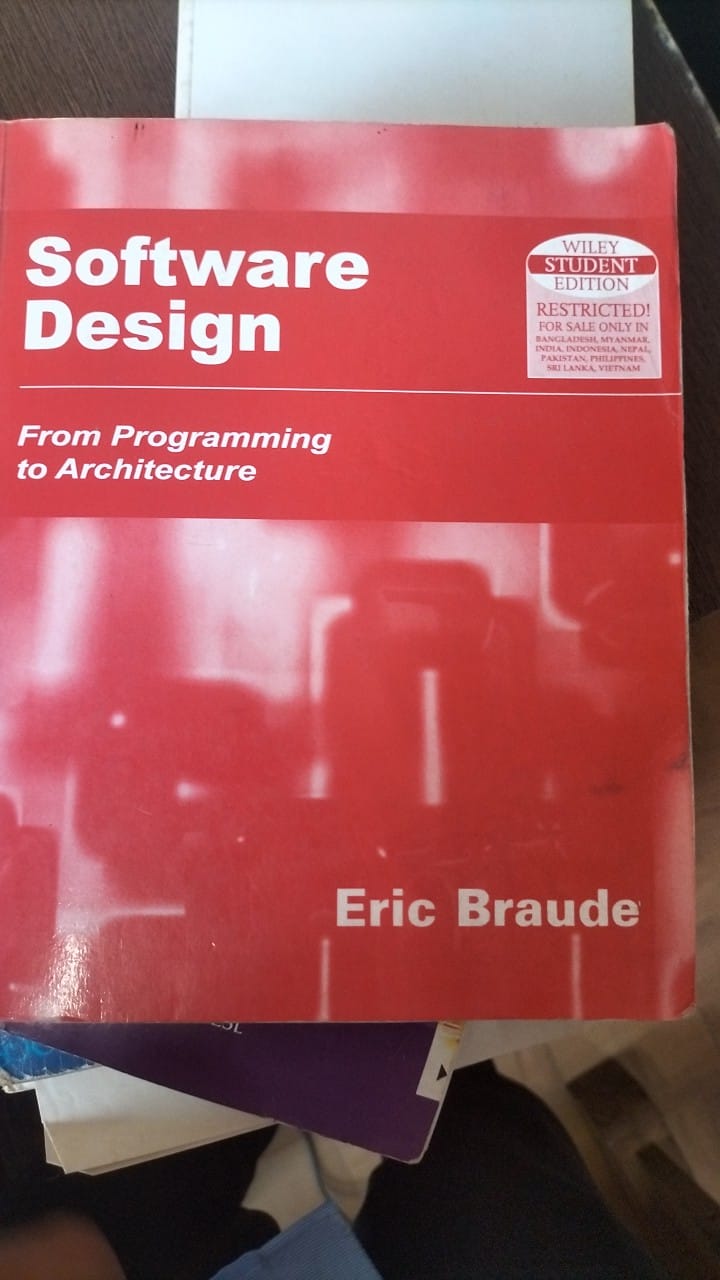 Software
Design
WILEY
STUDENT
EDITION
RESTRICTED!
FOR SALE ONLY IN
BANGLADESH, MYANMAR,
INDIA, INDONESIA, NEPAL,
PAKISTAN, PHILIPPINES,
SRI LANKA, VIETNAM
From Programming
to Architecture
Eric Braude